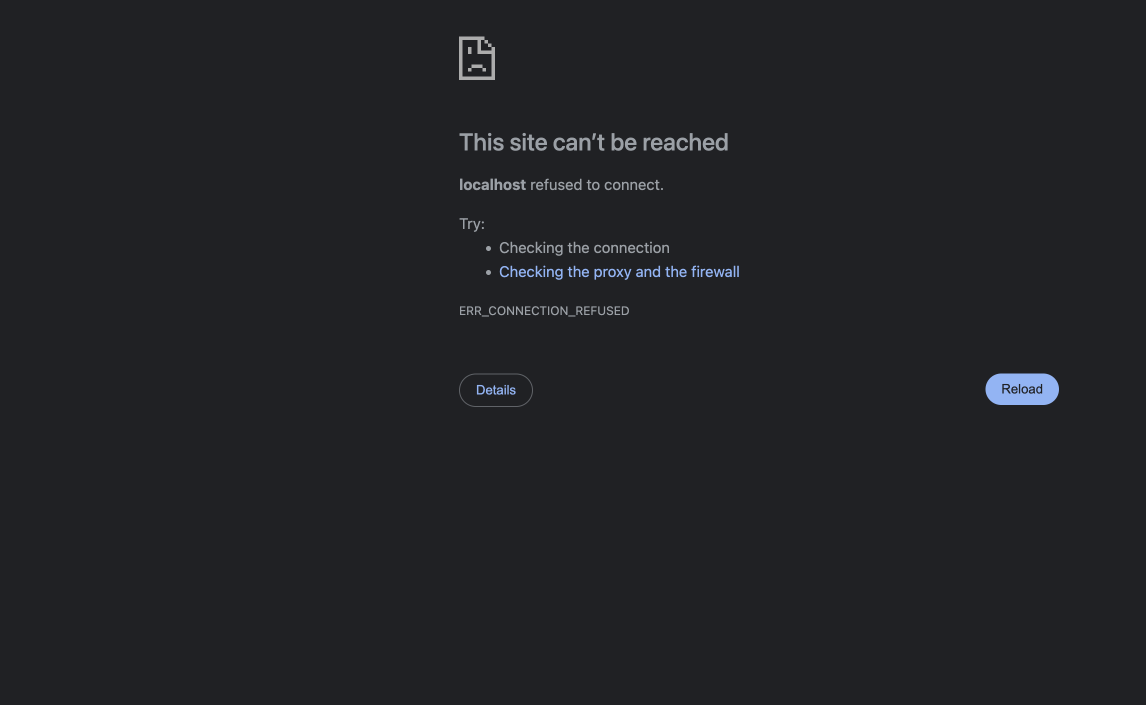 This site can’t be reached
localhost refused to connect.
Try:
• Checking the connection
• Checking the proxy and the firewall
ERR_CONNECTION_REFUSED
Details
Reload